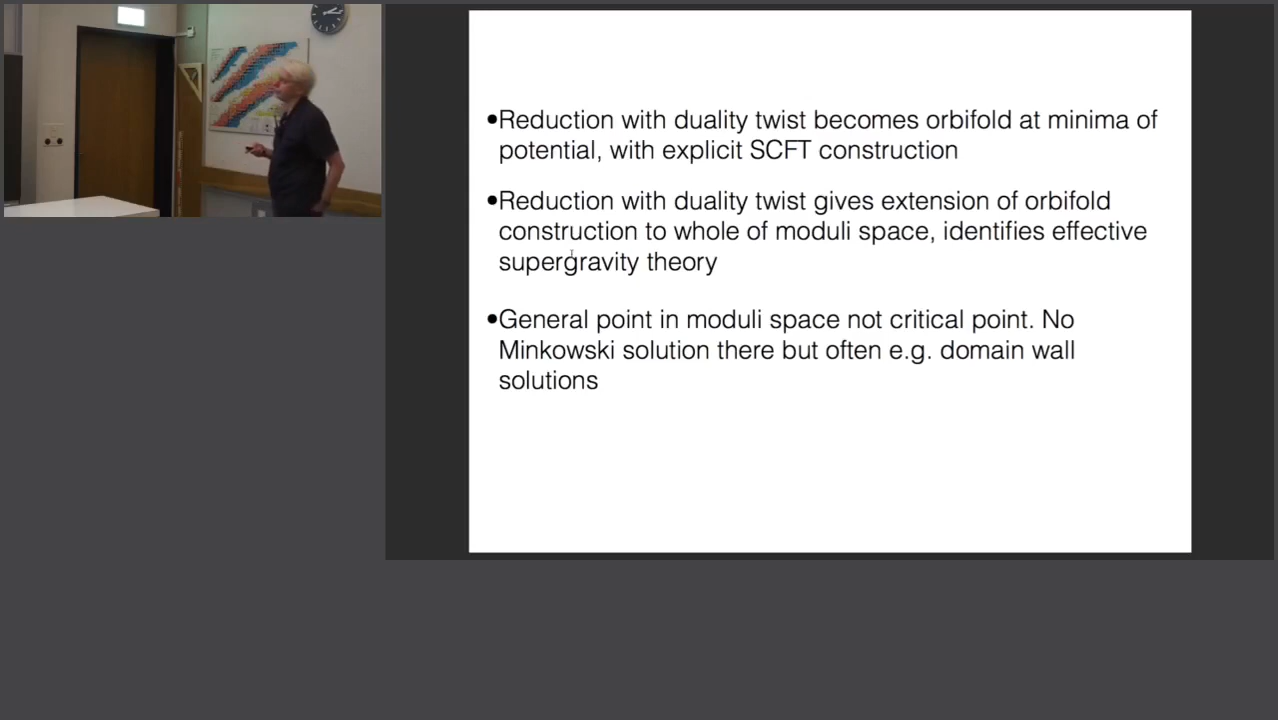 •Reduction with duality twist becomes orbifold at minima of
potential, with explicit SCFT construction
•Reduction with duality twist gives extension of orbifold
construction to whole of moduli space, identifies effective
supergravity theory
•General point in moduli space not critical point. No
Minkowski solution there but often e.g. domain wall
solutions